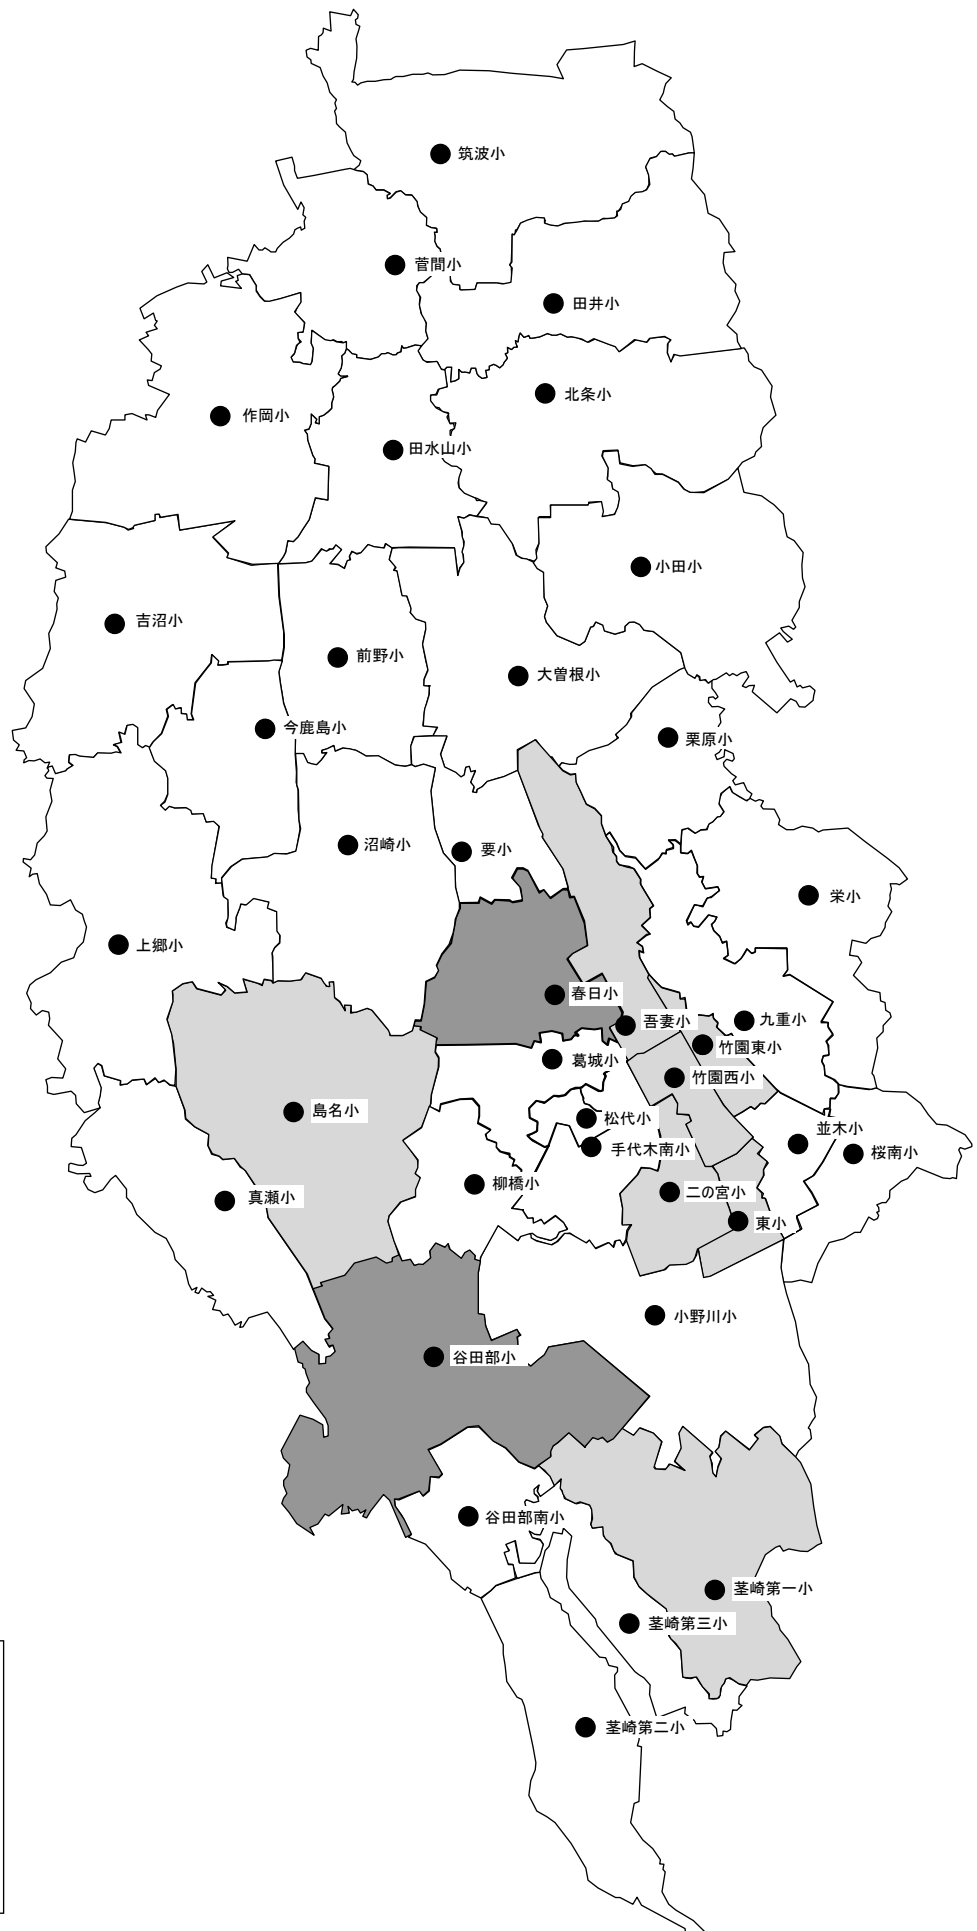 筑波小
菅間小
田井小
北条小
作岡小
田水山小
小田小
吉沼小
前野小
大曽根小
今鹿島小
栗原小
沼崎小
要小
栄小
上郷小
春日小
吾妻小
九重小
竹園東小
葛城小
竹園西小
島名小
松代小
並木小
手代木南小
桜南小
柳橋小
二の宮小
真瀬小
東小
小野川小
谷田部小
谷田部南小
茎崎第一小
茎崎第三小
茎崎第二小